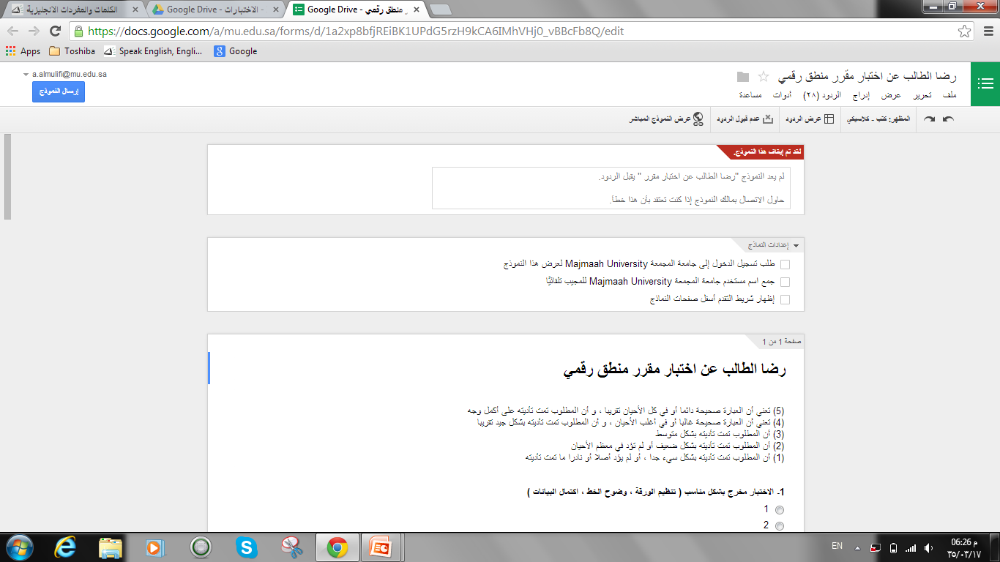 الكلمات والمفردات الانجليزية
Google Drive - الاختبارات
Google Drive - منطق رقمي
https://docs.google.com/a/mu.edu.sa/forms/d/1a2xp8bfjREiBK1UPdG5rzH9kCA6IMhVHj0_vBBcFb8Q/edit
Apps Toshiba Speak English, Engli... Google
a.almulifi@mu.edu.sa
رضا الطالب عن اختبار مقرر منطق رقمي
إرسال النموذج
ملف تحرير عرض إدراج الردود (٢٨) أدوات مساعدة
المظهر: كتب - كلاسيكي عرض الردود عدم قبول الردود عرض النموذج المباشر
لقد تم إيقاف هذا النموذج.
لم يعد النموذج "رضا الطالب عن اختبار مقرر " يقبل الردود.
حاول الاتصال بمالك النموذج إذا كنت تعتقد بأن هذا خطأ.
إعدادات النماذج
طلب تسجيل الدخول إلى جامعة المجمعة Majmaah University لعرض هذا النموذج
جمع اسم مستخدم جامعة المجمعة Majmaah University للمجيب تلقائيًا
إظهار شريط التقدم أسفل صفحات النماذج
صفحة 1 من 1
رضا الطالب عن اختبار مقرر منطق رقمي
(5) تعني أن العبارة صحيحة دائما أو في كل الأحيان تقريبا ، و أن المطلوب تمت تأديته على أكمل وجه
(4) تعني أن العبارة صحيحة غالبا أو في أغلب الأحيان ، و أن المطلوب تمت تأديته بشكل جيد تقريبا
(3) أن المطلوب تمت تأديته بشكل متوسط
(2) أن المطلوب تمت تأديته بشكل ضعيف أو لم تؤد في معظم الأحيان
(1) أن المطلوب تمت تأديته بشكل سيء جدا ، أو لم يؤد أصلا أو نادرا ما تمت تأديته
1- الاختبار مخرج بشكل مناسب ( تنظيم الورقة ، وضوح الخط ، اكتمال البيانات )
1
2
EN
06:26 م
٣٥/٠٣/١٧